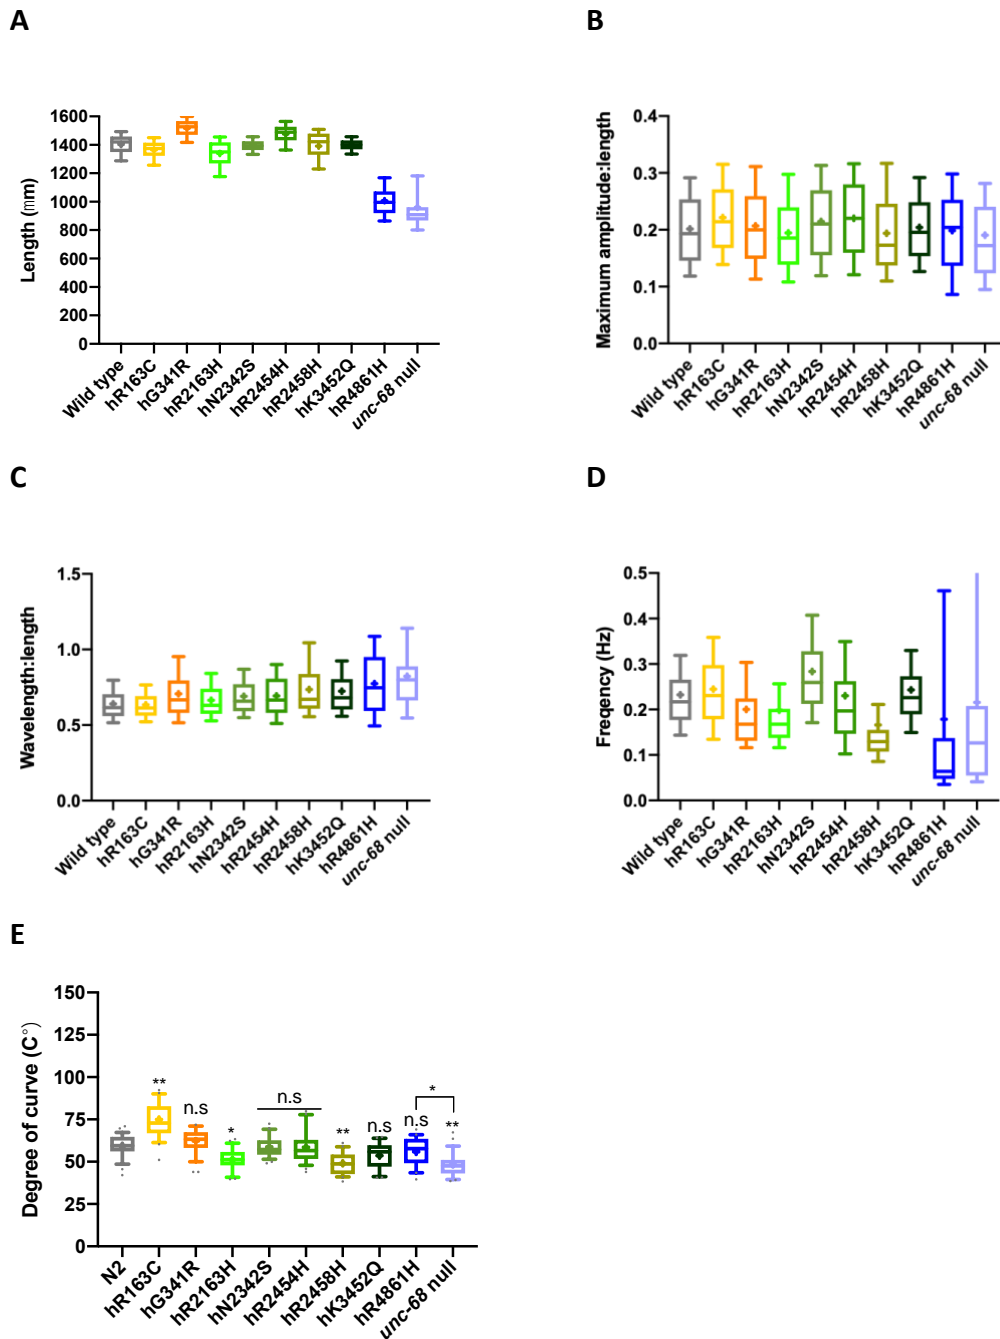 A
B
Length (m)
1600
1400
1200
1000
800
600
400
200
0
Wild type
hR163C
hG341R
hR2163H
hN2342S
hR2454H
hR2458H
hK3452Q
hR4861H
unc-68 null
Maximum amplitude:length
0.4
0.3
0.2
0.1
0.0
Wild type
hR163C
hG341R
hR2163H
hN2342S
hR2454H
hR2458H
hK3452Q
hR4861H
unc-68 null
C
D
Wavelength:length
1.5
1.0
0.5
0.0
Wild type
hR163C
hG341R
hR2163H
hN2342S
hR2454H
hR2458H
hK3452Q
hR4861H
unc-68 null
Freqency (Hz)
0.5
0.4
0.3
0.2
0.1
0.0
Wild type
hR163C
hG341R
hR2163H
hN2342S
hR2454H
hR2458H
hK3452Q
hR4861H
unc-68 null
E
Degree of curve (C°)
150
125
100
75
50
25
0
**
n.s
*
n.s
**
n.s
n.s
*
**
N2
hR163C
hG341R
hR2163H
hN2342S
hR2454H
hR2458H
hK3452Q
hR4861H
unc-68 null